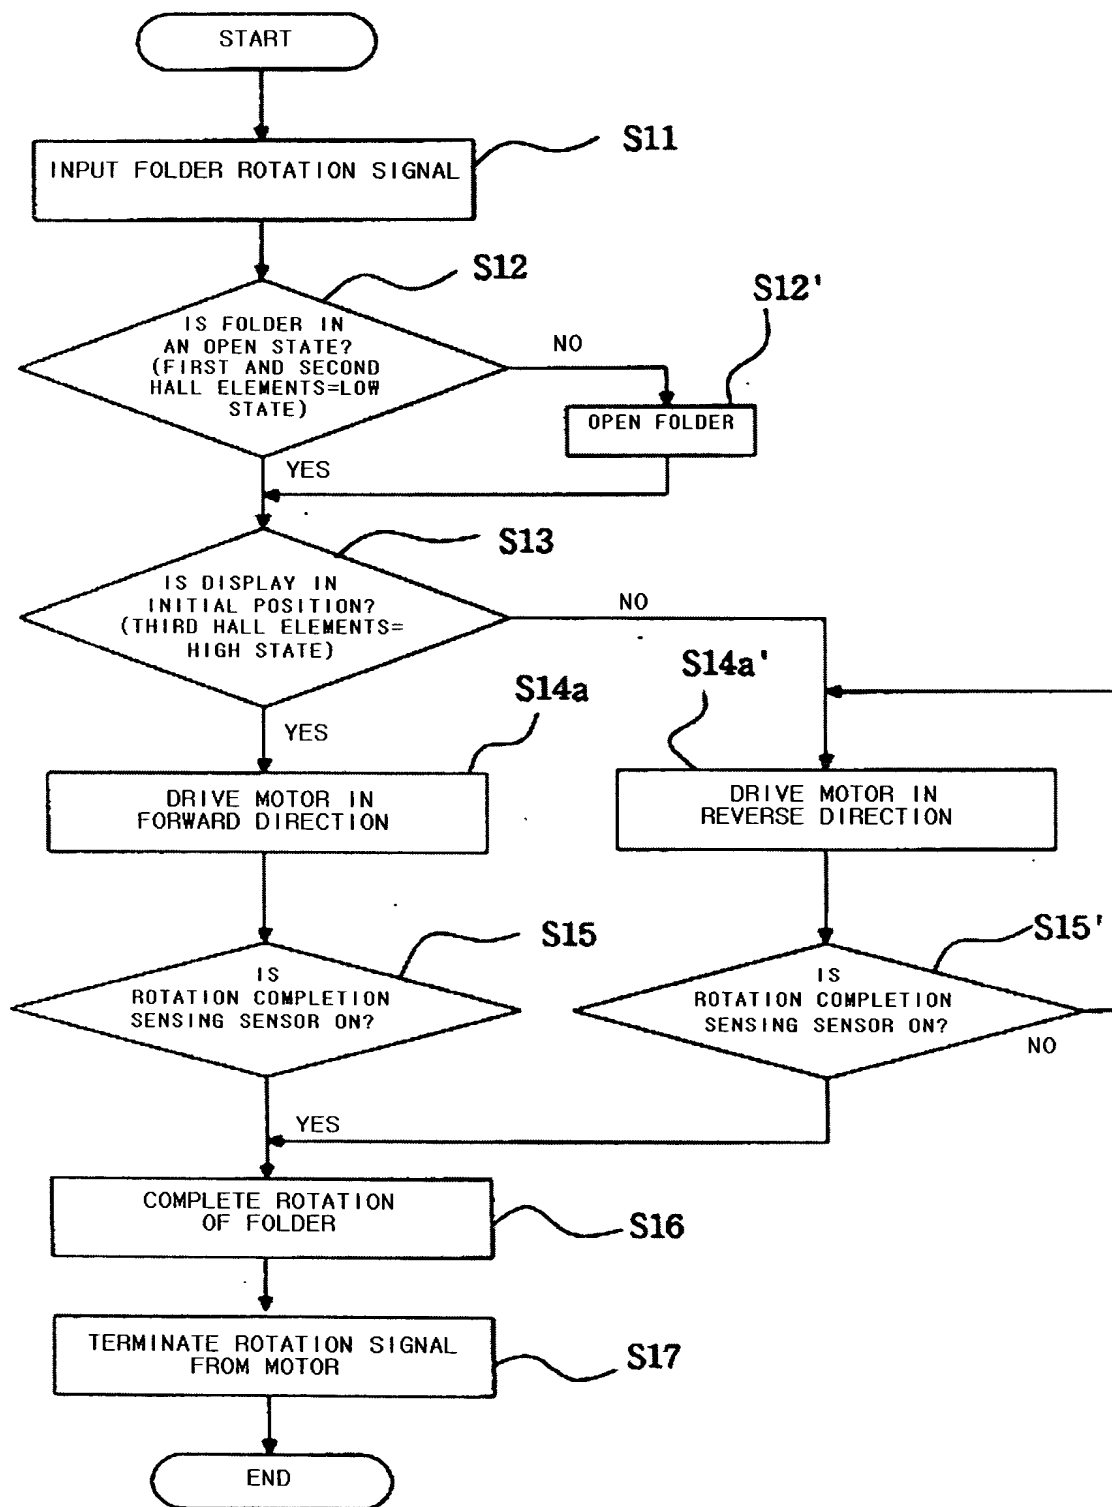 START
S11
INPUT FOLDER ROTATION SIGNAL
S12
S12'
IS FOLDER IN
AN OPEN STATE?
(FIRST AND SECOND
HALL ELEMENTS=LOW
STATE)
NO
OPEN FOLDER
YES
S13
IS DISPLAY IN
INITIAL POSITION?
(THIRD HALL ELEMENTS=
HIGH STATE)
NO
S14a
S14a'
YES
DRIVE MOTOR IN
FORWARD DIRECTION
DRIVE MOTOR IN
REVERSE DIRECTION
S15
S15'
IS
ROTATION COMPLETION
SENSING SENSOR ON?
IS
ROTATION COMPLETION
SENSING SENSOR ON?
NO
YES
COMPLETE ROTATION
OF FOLDER
S16
TERMINATE ROTATION SIGNAL
FROM MOTOR
S17
END